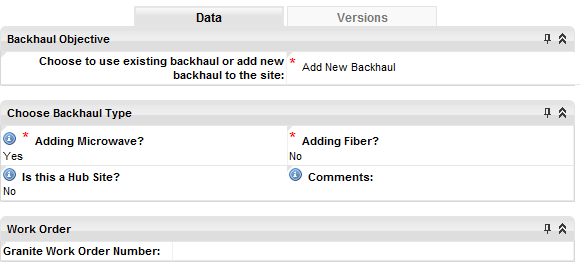 Data
Versions
Backhaul Objective
Choose to use existing backhaul or add new
backhaul to the site:
* Add New Backhaul
Choose Backhaul Type
* Adding Microwave?
Yes
* Adding Fiber?
No
Is this a Hub Site?
No
Comments:
Work Order
Granite Work Order Number: